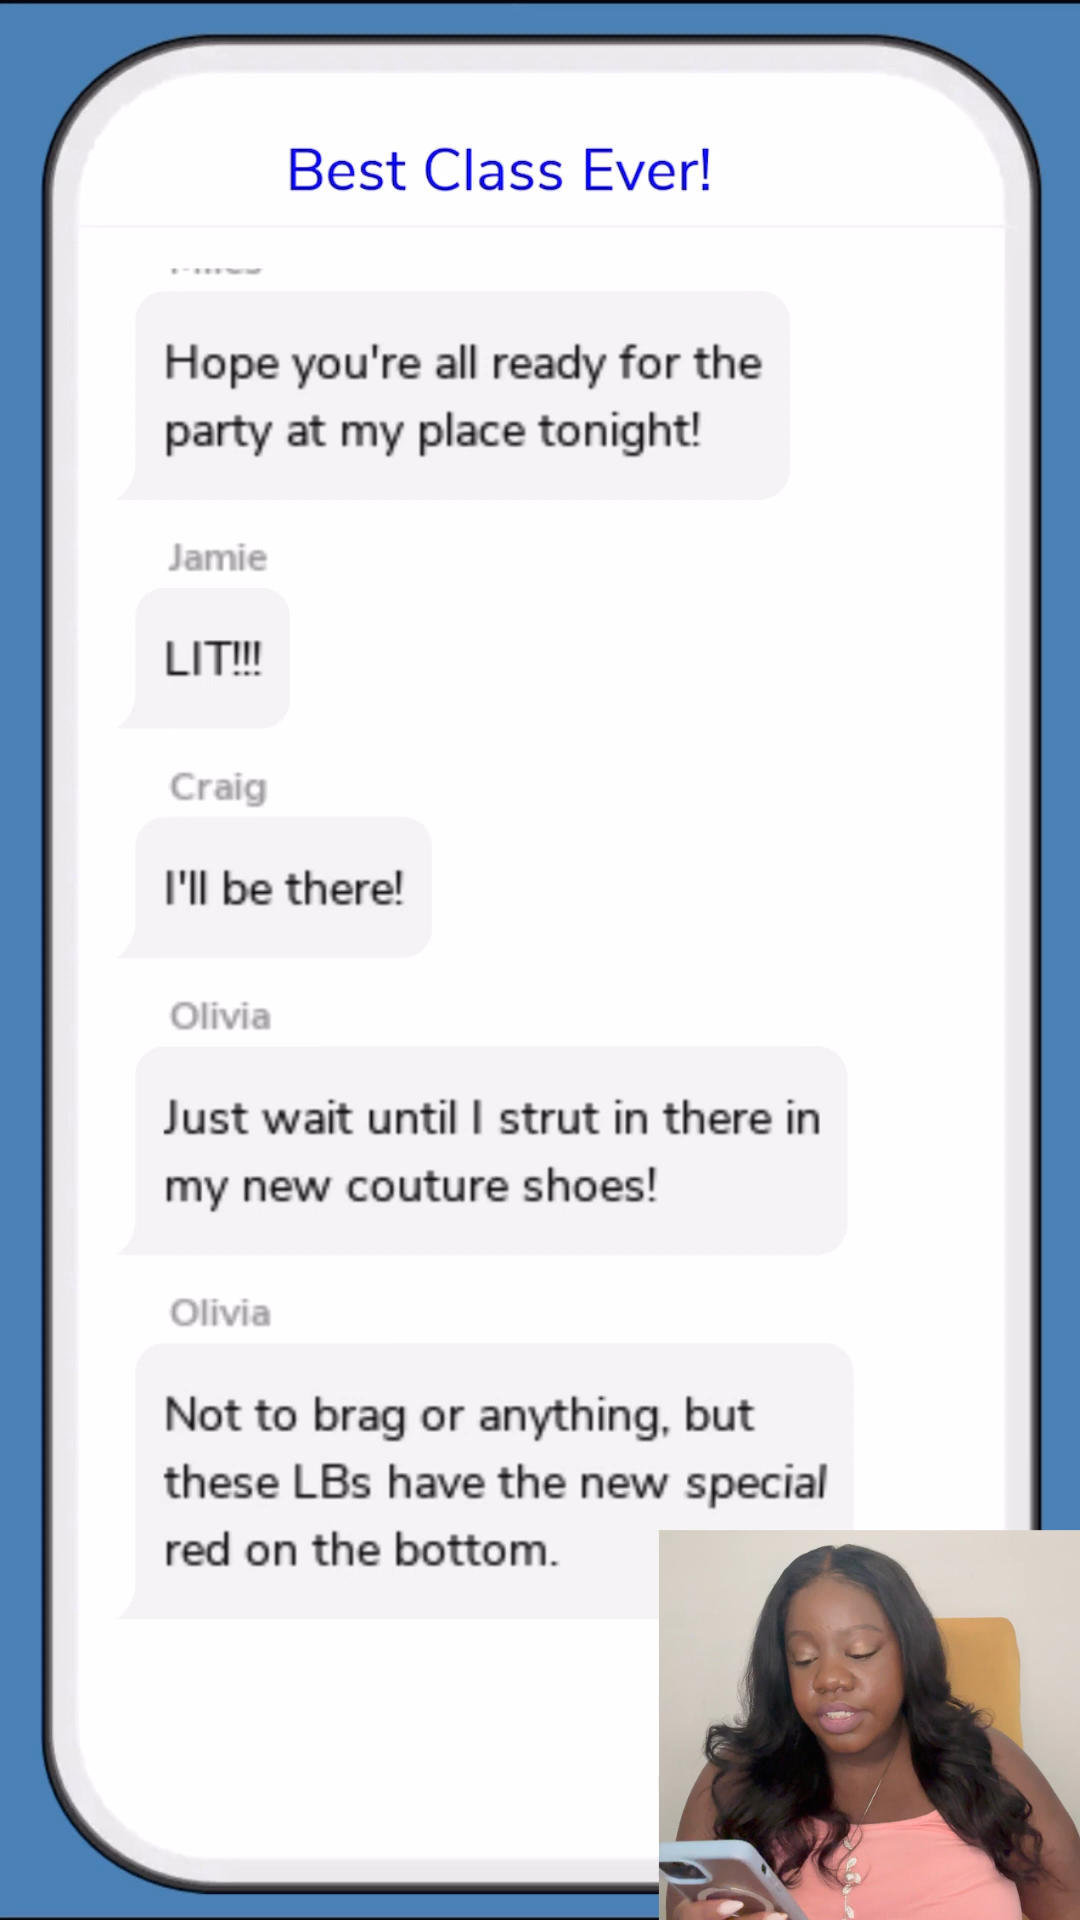 Best Class Ever!
Hope you're all ready for the
party at my place tonight!
Jamie
LIT!!!
Craig
I'll be there!
Olivia
Just wait until I strut in there in
my new couture shoes!
Olivia
Not to brag or anything, but
these LBs have the new special
red on the bottom.